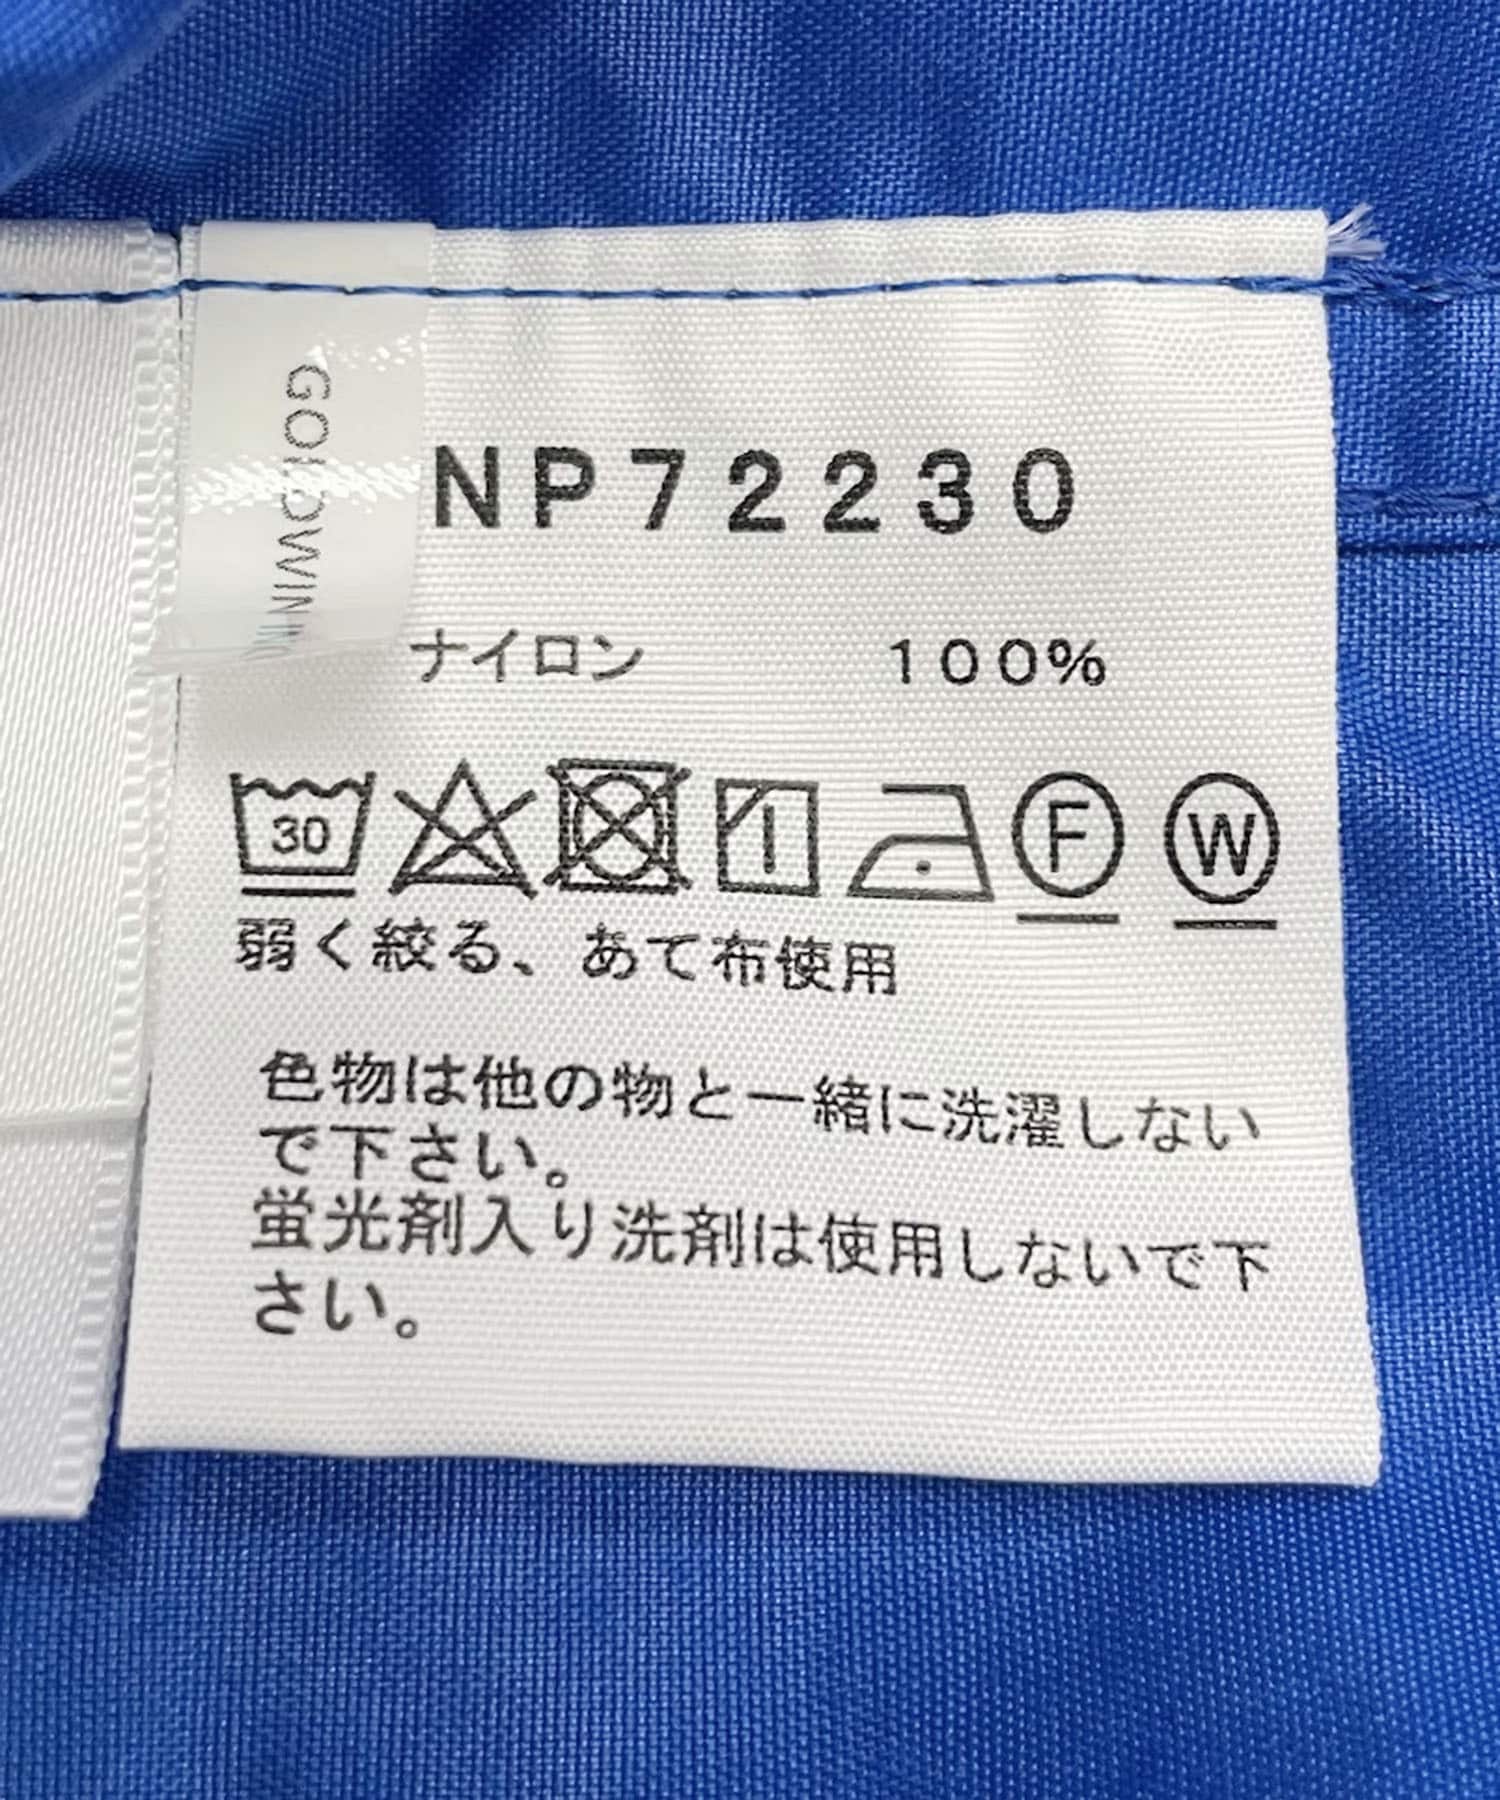 GOLDWIN
NP72230
ナイロン 100%
30
F
W
弱く絞る、あて布使用
色物は他の物と一緒に洗濯しない
で下さい。
蛍光剤入り洗剤は使用しないで下
さい。